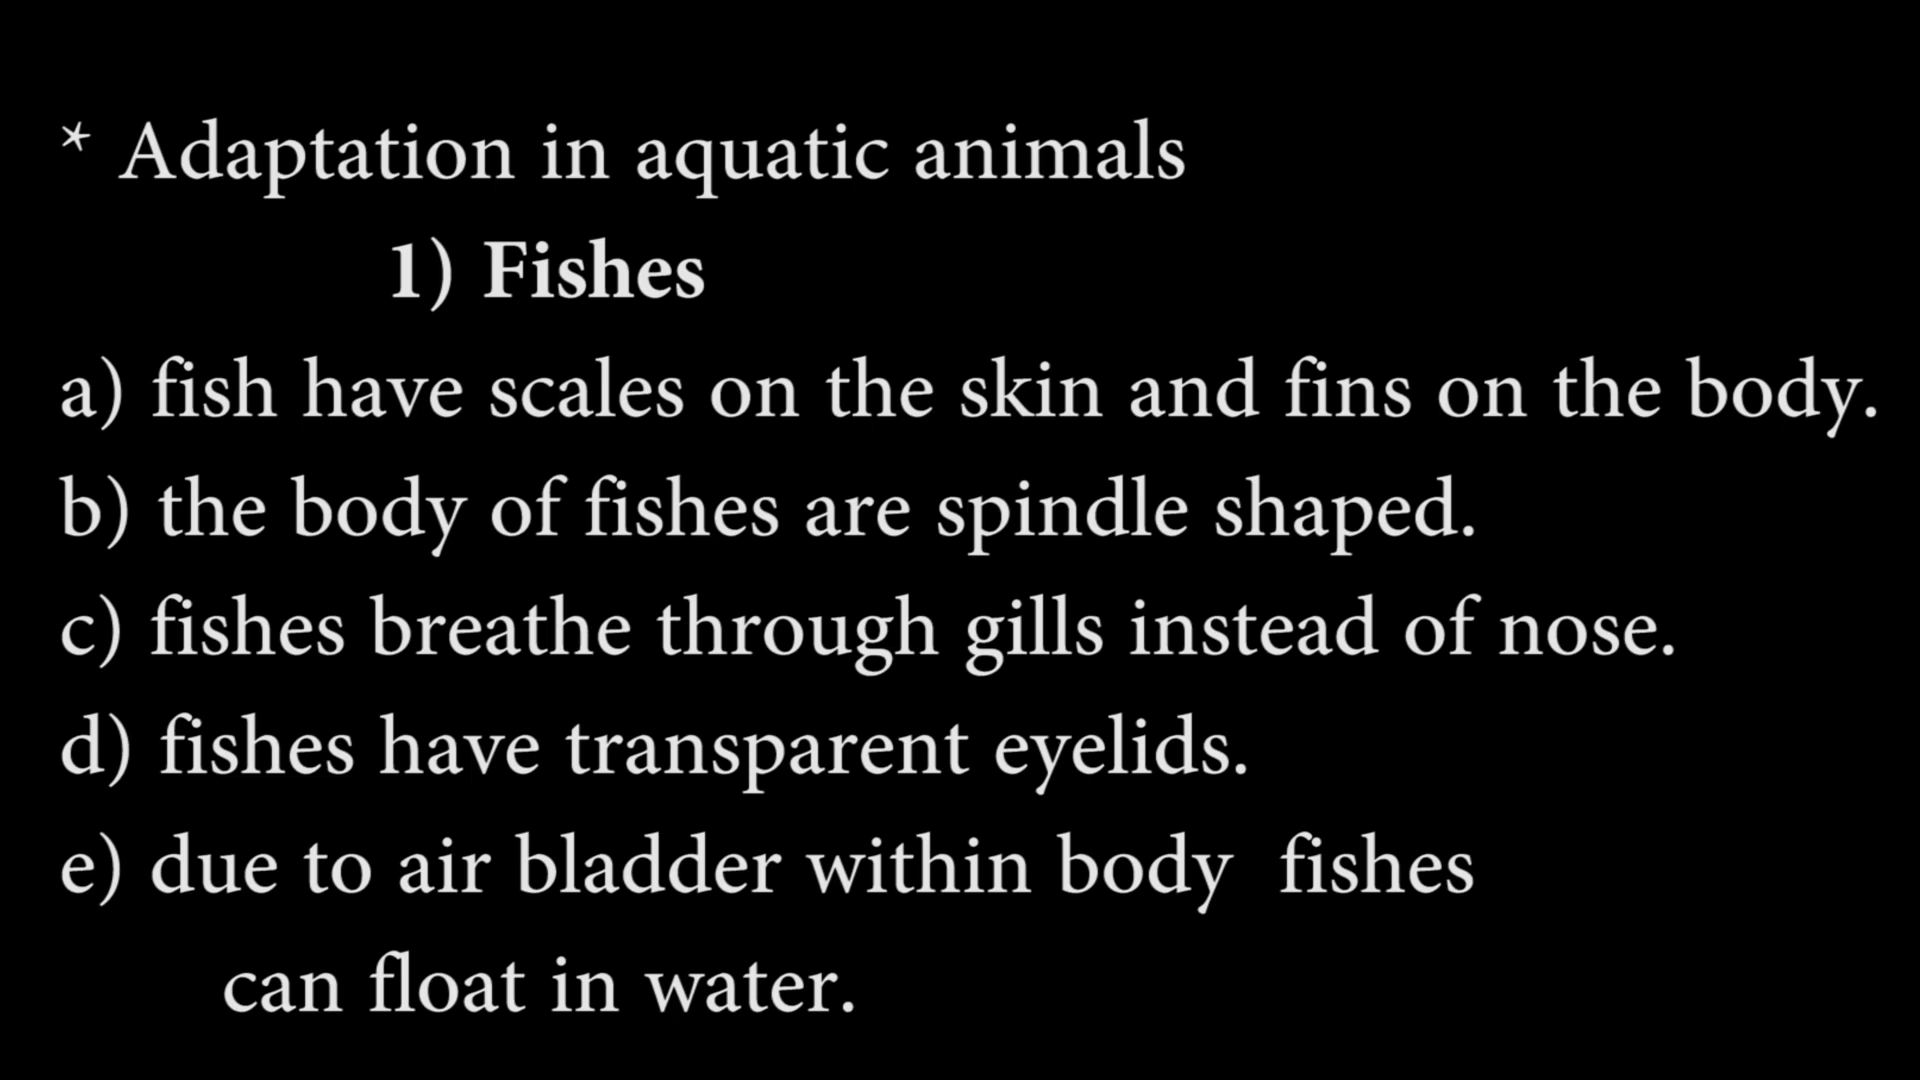 * Adaptation in aquatic animals
1) Fishes
a) fish have scales on the skin and fins on the body.
b) the body of fishes are spindle shaped.
c) fishes breathe through gills instead of nose.
d) fishes have transparent eyelids.
e) due to air bladder within body  fishes
can float in water.